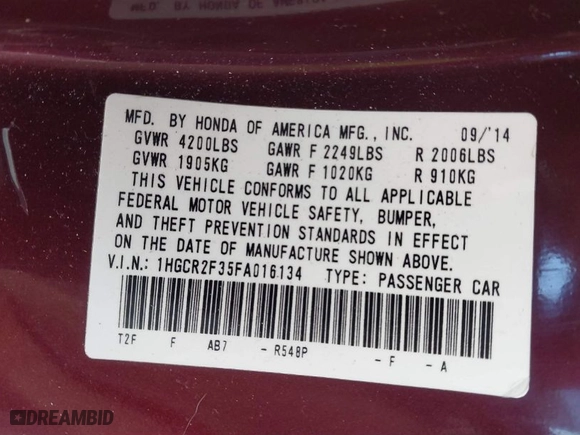 MFD. BY HONDA OF AMERICA MFG., INC. 09/'14
GVWR 4200LBS GAWR F 2249LBS R 2006LBS
GVWR 1905KG GAWR F 1020KG R 910KG
THIS VEHICLE CONFORMS TO ALL APPLICABLE
FEDERAL MOTOR VEHICLE SAFETY, BUMPER,
AND THEFT PREVENTION STANDARDS IN EFFECT
ON THE DATE OF MANUFACTURE SHOWN ABOVE.
V.I.N.: 1HGCR2F35FA016134 TYPE: PASSENGER CAR
T2F F AB7 - R548P - F - A
DREAMBID